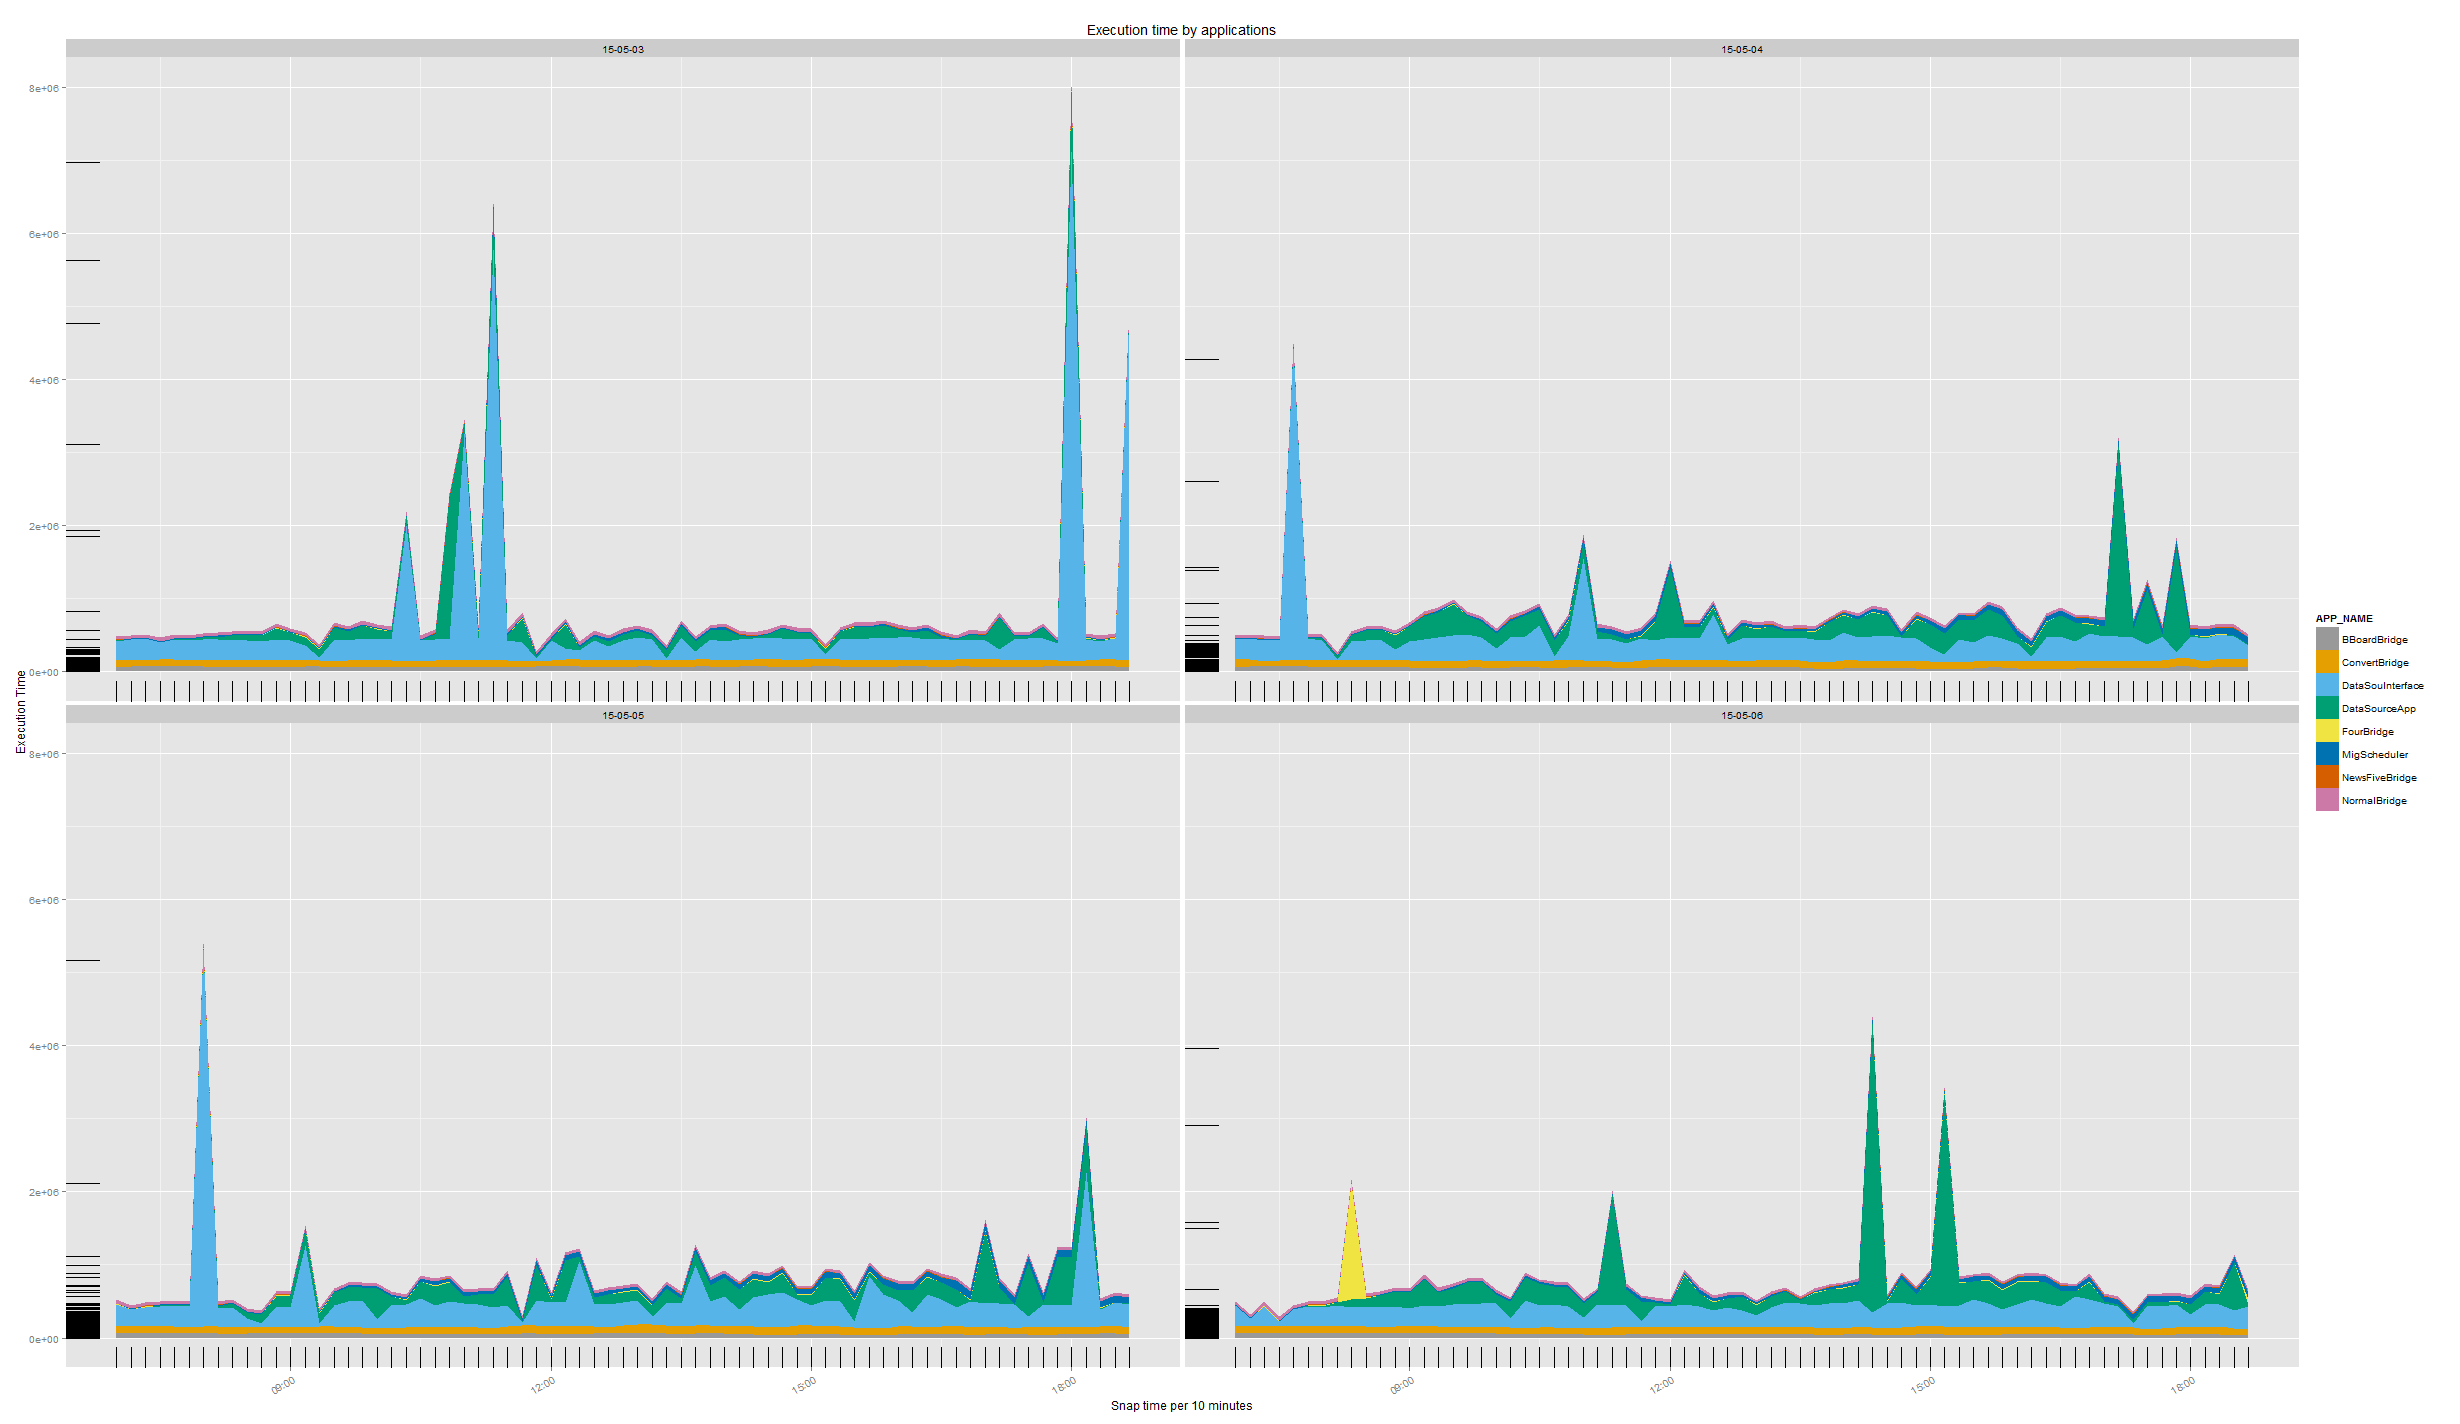 Execution time by applications
15-05-03
15-05-04
8e+06
6e+06
4e+06
2e+06
0e+00
15-05-05
15-05-06
8e+06
6e+06
4e+06
2e+06
0e+00
09:00
12:00
15:00
18:00
09:00
12:00
15:00
18:00
Snap time per 10 minutes
Execution Time
APP_NAME
BBoardBridge
ConvertBridge
DataSouInterface
DataSourceApp
FourBridge
MigScheduler
NewsFiveBridge
NormalBridge